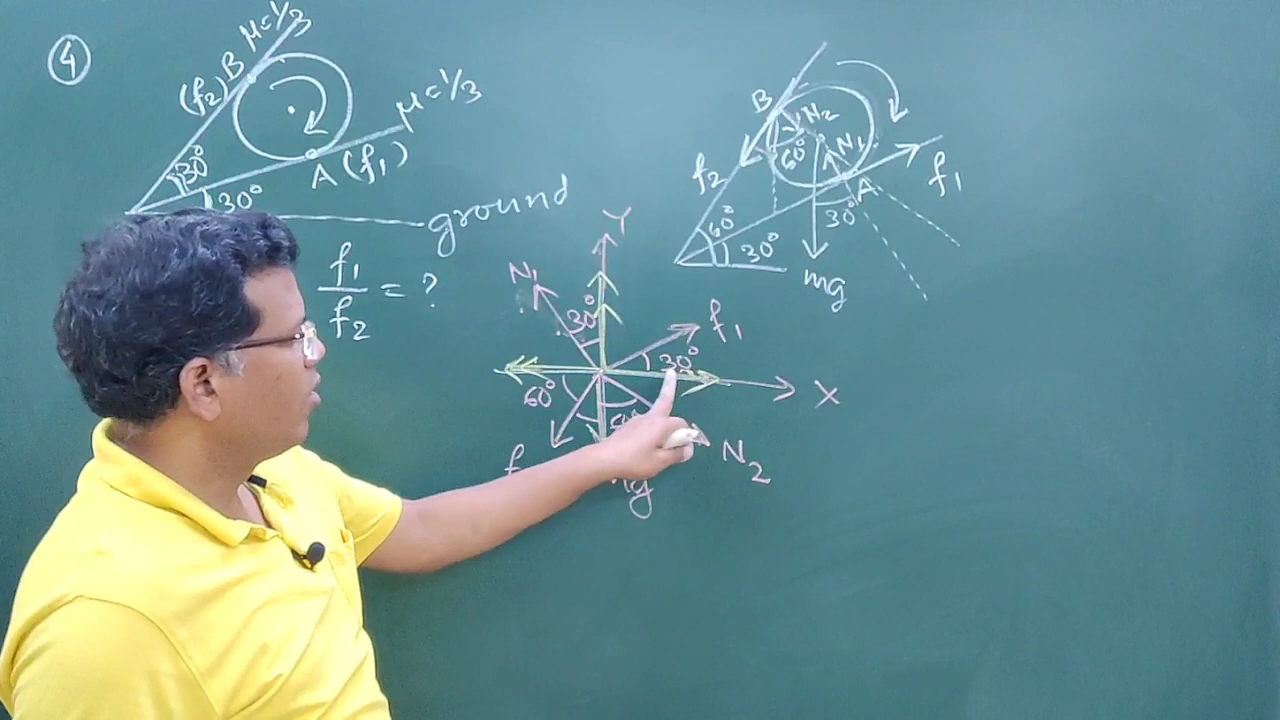 4
μ=1/3
B
(f₂)
μ=1/3
30°
A (f₁)
30°
ground
f₁/f₂ = ?
B
N₂
N₁
60°
f₂
A
f₁
30°
60°
30°
mg
Y
N₁
30°
f₁
30°
60°
X
f
N₂